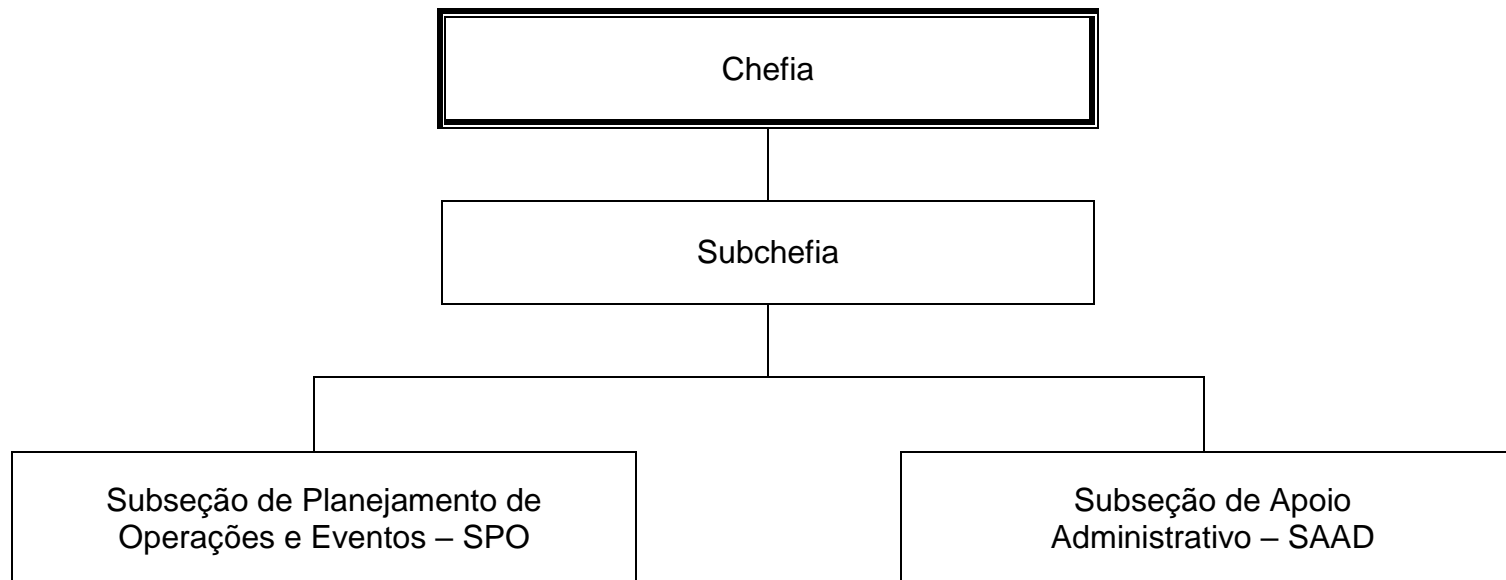 Chefia
Subchefia
Subseção de Planejamento de
Operações e Eventos – SPO
Subseção de Apoio
Administrativo – SAAD